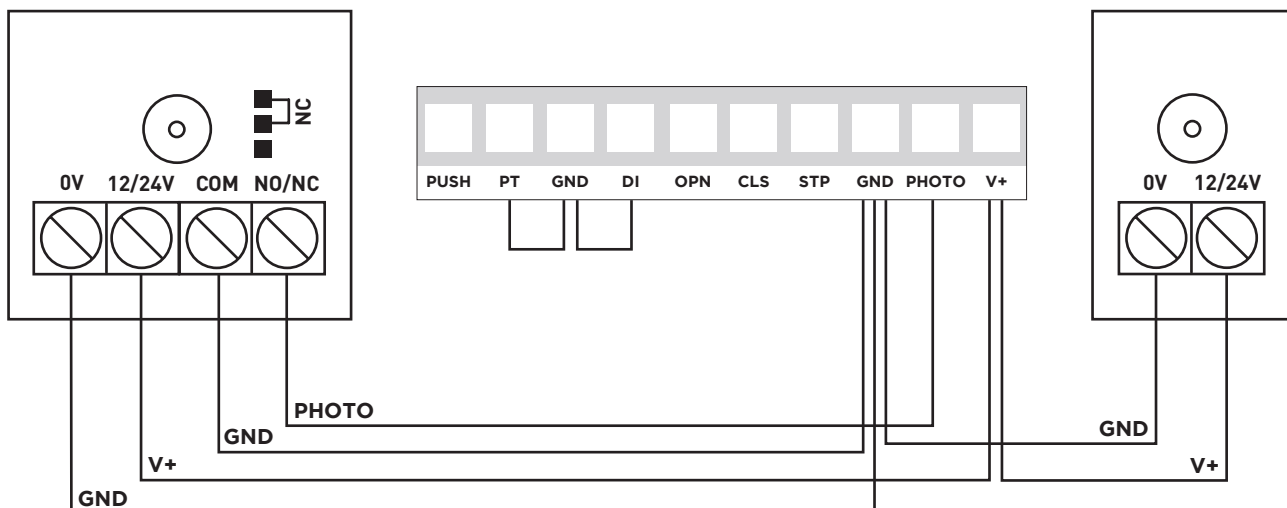 NC
0V 12/24V COM NO/NC
PUSH PT GND DI OPN CLS STP GND PHOTO V+
0V 12/24V
PHOTO
GND
V+
GND
GND
V+